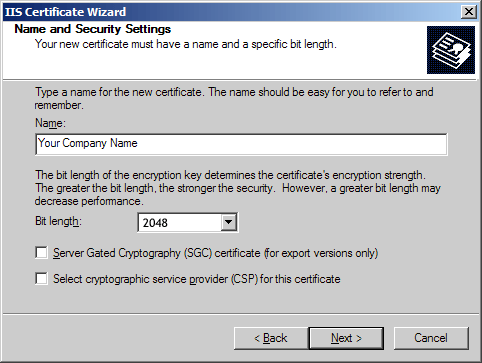 IIS Certificate Wizard
Name and Security Settings
Your new certificate must have a name and a specific bit length.
Type a name for the new certificate. The name should be easy for you to refer to and
remember.
Name:
Your Company Name
The bit length of the encryption key determines the certificate's encryption strength.
The greater the bit length, the stronger the security.  However, a greater bit length may
decrease performance.
Bit length: 2048
Server Gated Cryptography (SGC) certificate (for export versions only)
Select cryptographic service provider (CSP) for this certificate
< Back Next > Cancel